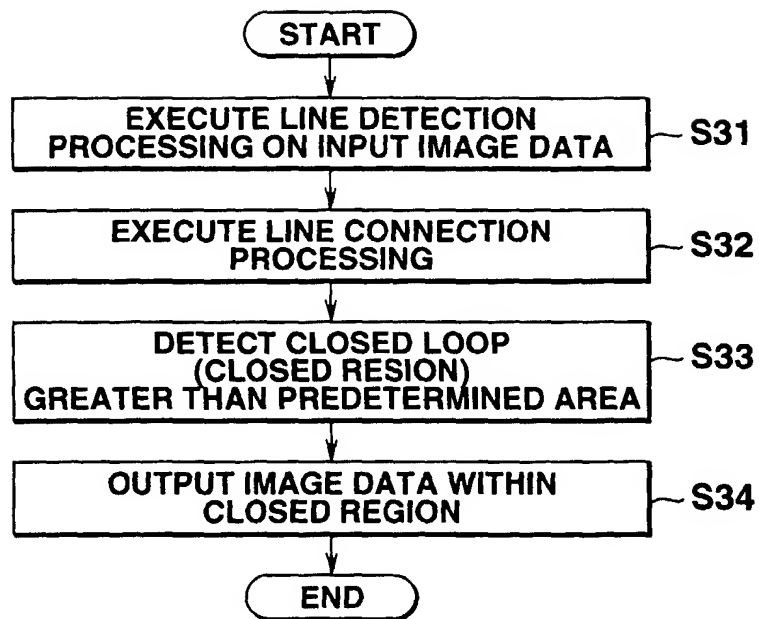 START
EXECUTE LINE DETECTION
PROCESSING ON INPUT IMAGE DATA
S31
EXECUTE LINE CONNECTION
PROCESSING
S32
DETECT CLOSED LOOP
(CLOSED RESION)
GREATER THAN PREDETERMINED AREA
S33
OUTPUT IMAGE DATA WITHIN
CLOSED REGION
S34
END